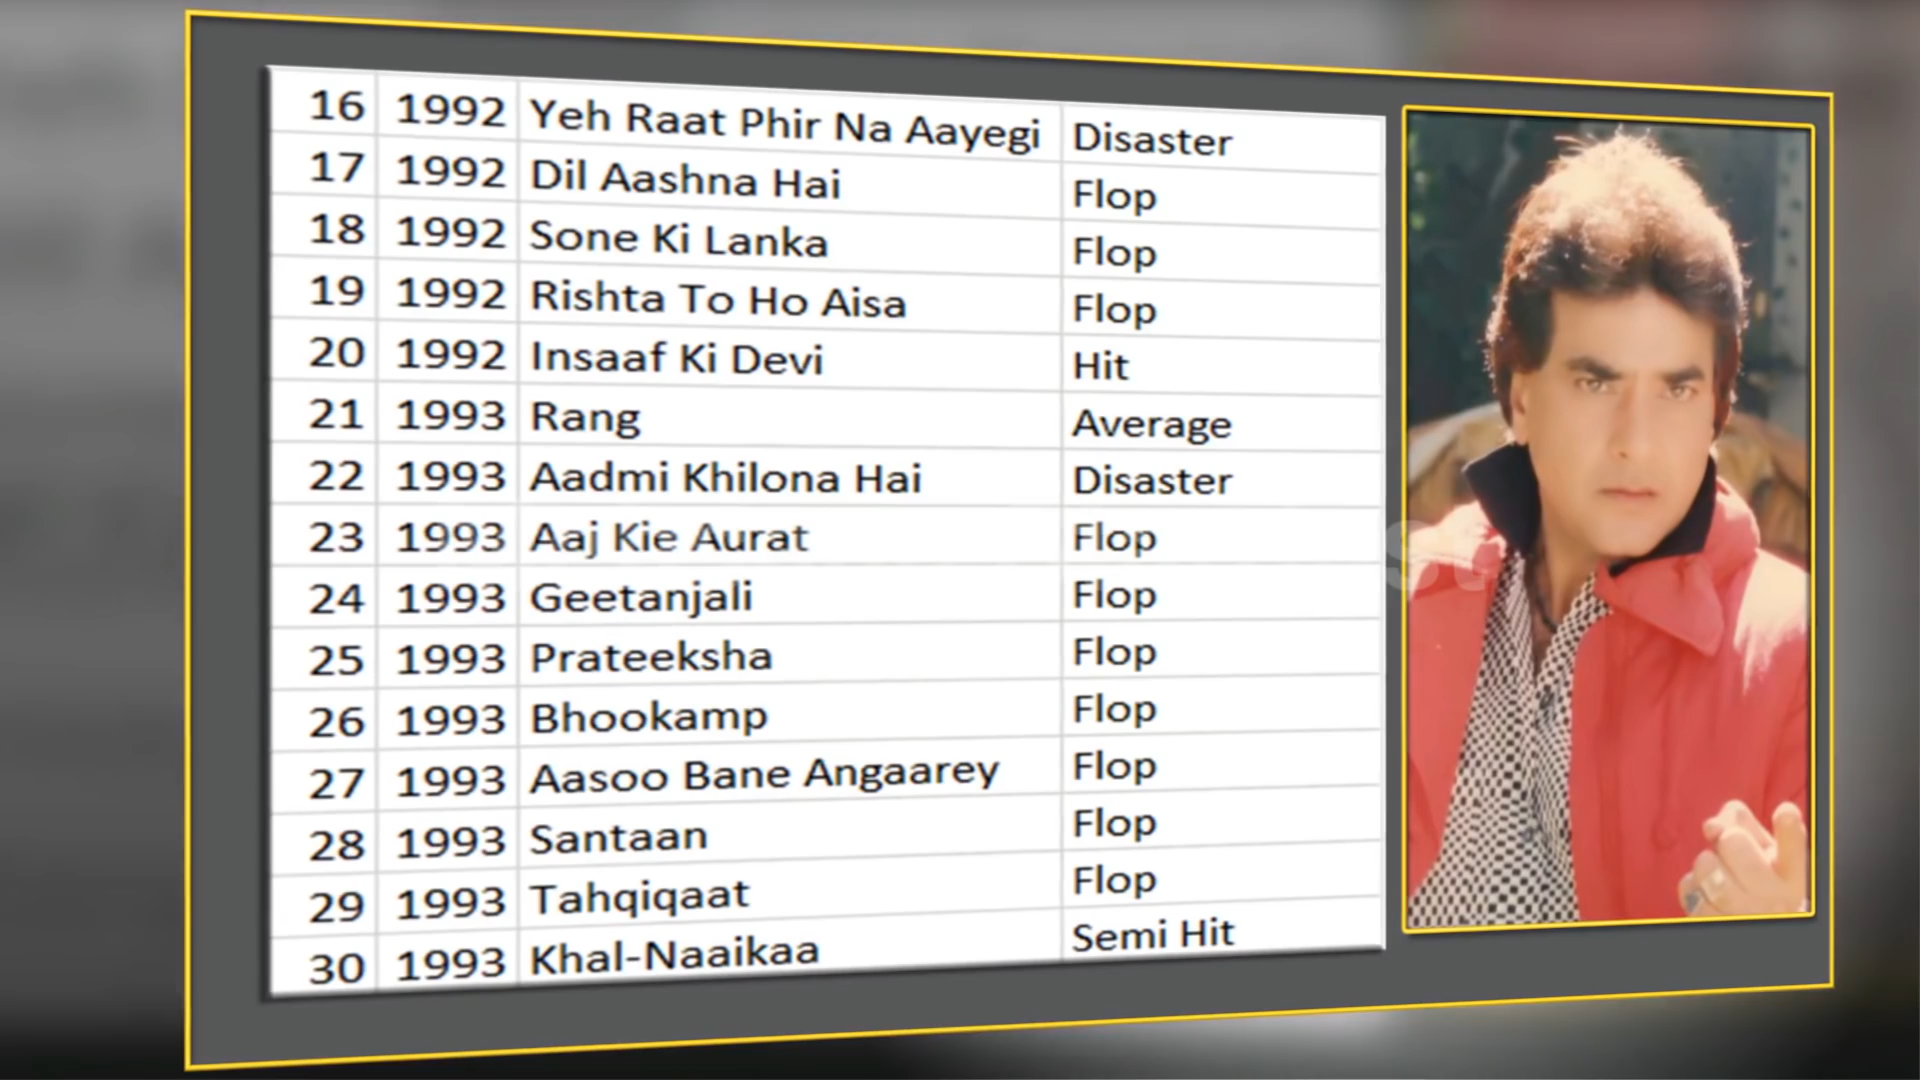 16 1992 Yeh Raat Phir Na Aayegi Disaster
17 1992 Dil Aashna Hai Flop
18 1992 Sone Ki Lanka Flop
19 1992 Rishta To Ho Aisa Flop
20 1992 Insaaf Ki Devi Hit
21 1993 Rang Average
22 1993 Aadmi Khilona Hai Disaster
23 1993 Aaj Kie Aurat Flop
24 1993 Geetanjali Flop
25 1993 Prateeksha Flop
26 1993 Bhookamp Flop
27 1993 Aasoo Bane Angaarey Flop
28 1993 Santaan Flop
29 1993 Tahqiqaat Flop
30 1993 Khal-Naaikaa Semi Hit